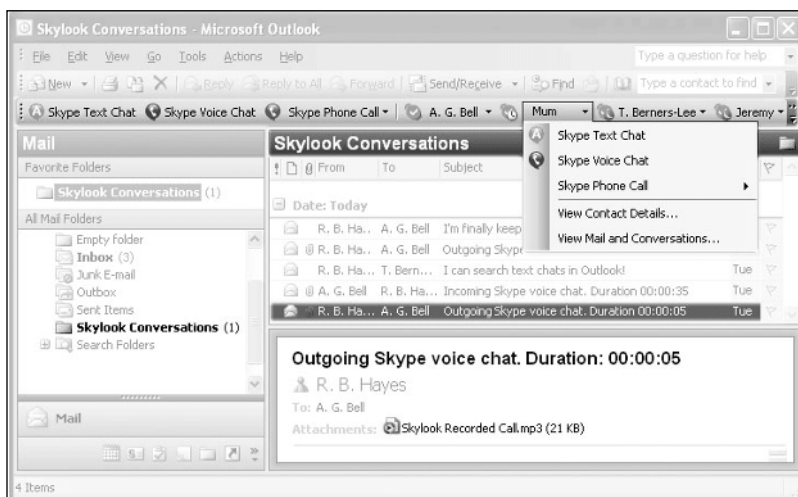 Skylook Conversations - Microsoft Outlook
File Edit View Go Tools Actions Help Type a question for help
New Reply Reply to All Forward Send/Receive Find Type a contact to find
Skype Text Chat Skype Voice Chat Skype Phone Call A. G. Bell Mum T. Berners-Lee Jeremy
Mail
Favorite Folders
Skylook Conversations (1)
All Mail Folders
Empty folder
Inbox (3)
Junk E-mail
Outbox
Sent Items
Skylook Conversations (1)
Search Folders
Mail
Skylook Conversations
From To Subject
Date: Today
R. B. Ha... A. G. Bell I'm finally keep
R. B. Ha... A. G. Bell Outgoing Skype
R. B. Ha... T. Bern... I can search text chats in Outlook! Tue
A. G. Bell R. B. Ha... Incoming Skype voice chat. Duration 00:00:35 Tue
R. B. Ha... A. G. Bell Outgoing Skype voice chat. Duration 00:00:05 Tue
Skype Text Chat
Skype Voice Chat
Skype Phone Call
View Contact Details...
View Mail and Conversations...
Outgoing Skype voice chat. Duration: 00:00:05
R. B. Hayes
To: A. G. Bell
Attachments: Skylook Recorded Call.mp3 (21 KB)
4 Items